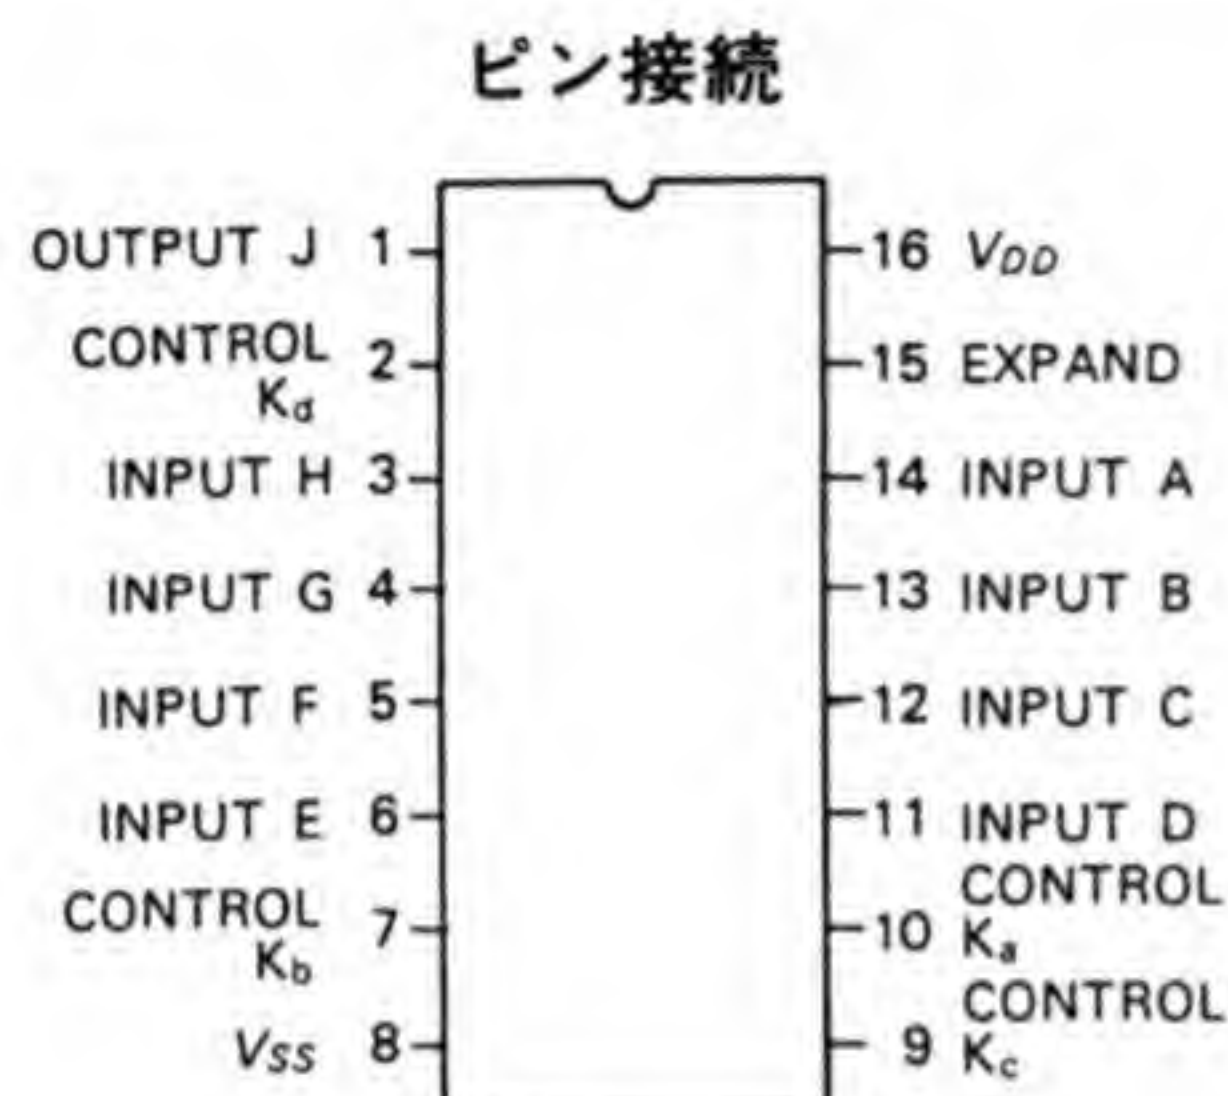 ピン接続
OUTPUT J 1
CONTROL
Kd 2
INPUT H 3
INPUT G 4
INPUT F 5
INPUT E 6
CONTROL
Kb 7
VSS 8
16 VDD
15 EXPAND
14 INPUT A
13 INPUT B
12 INPUT C
11 INPUT D
CONTROL
10 Ka
CONTROL
9 Kc